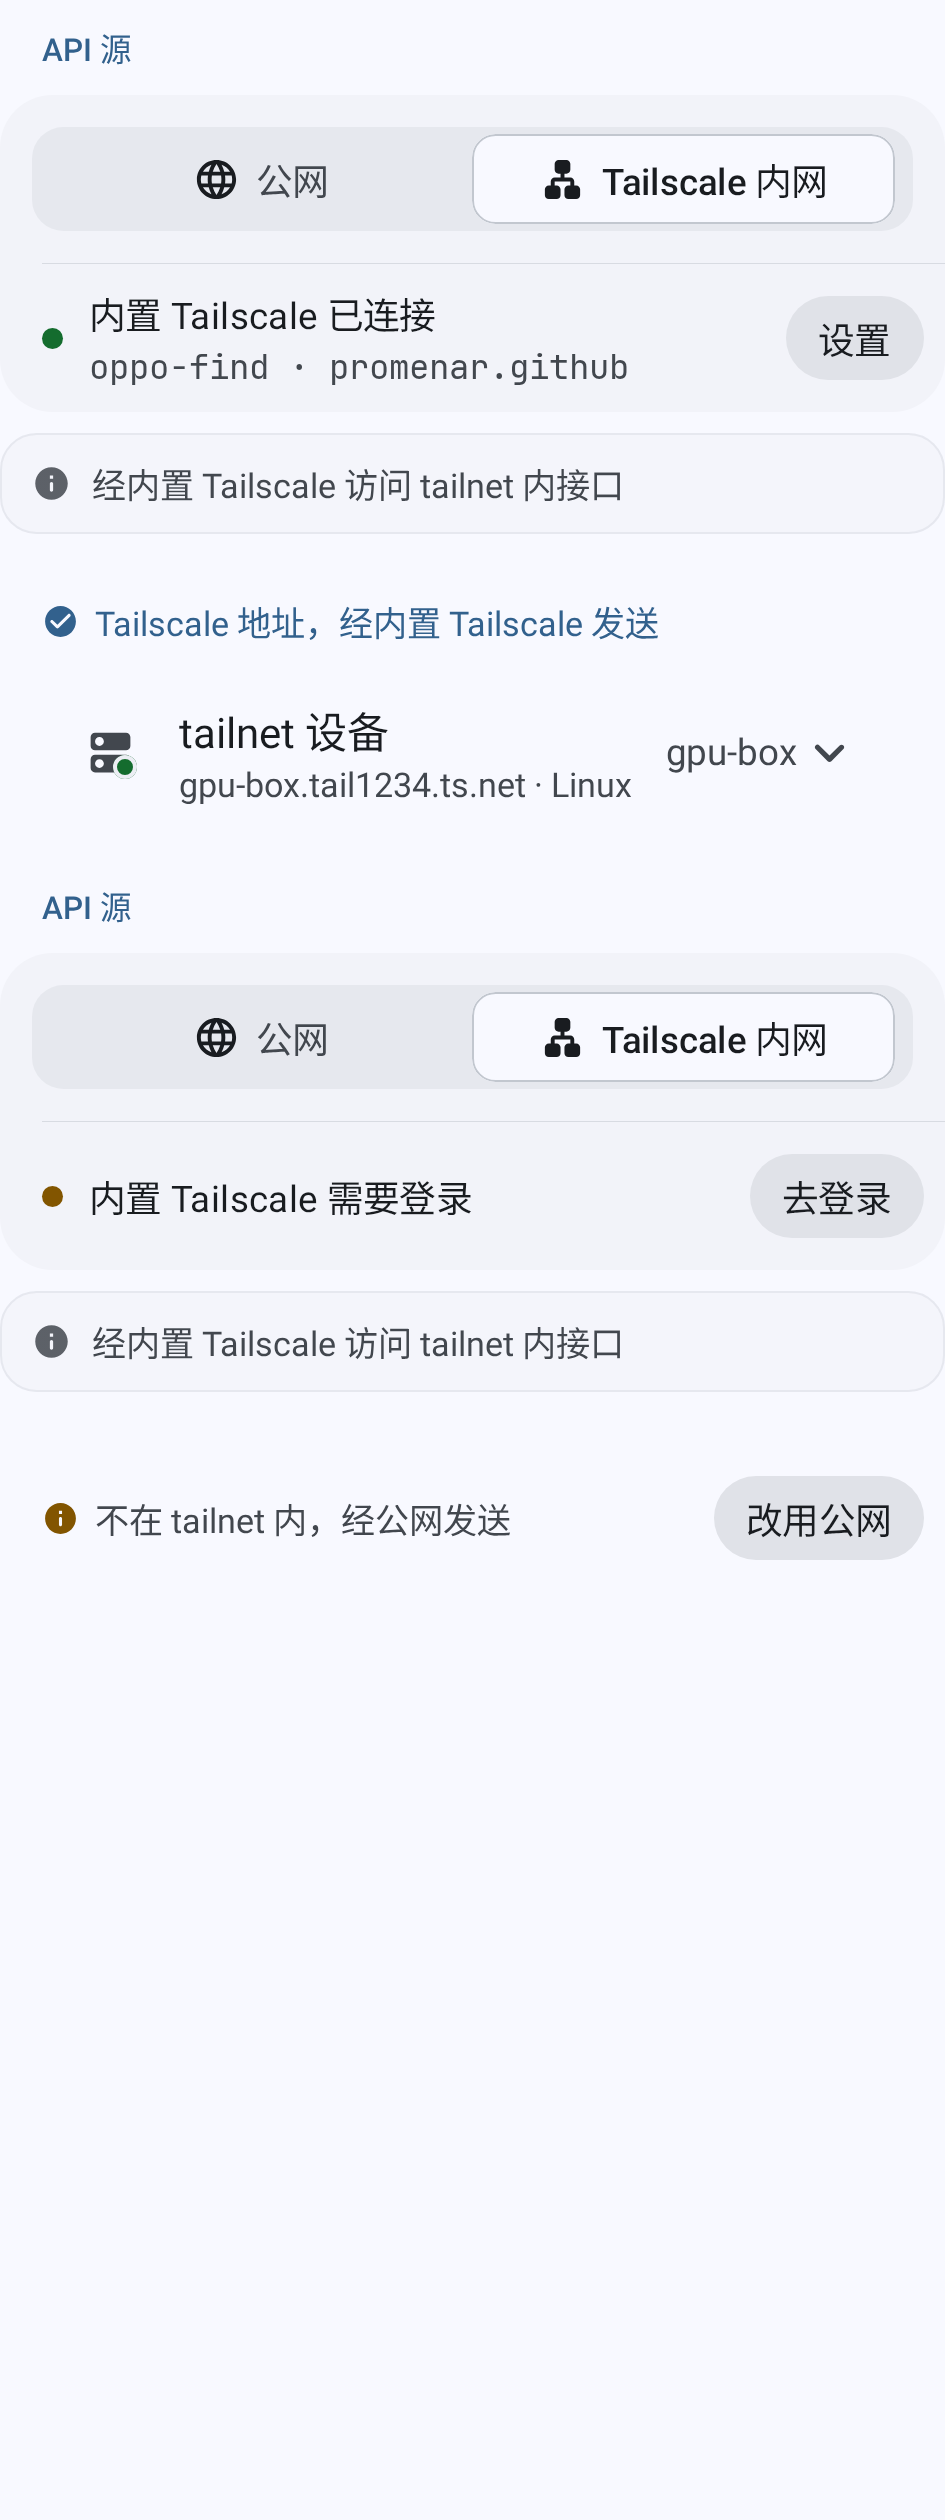 API 源
公网
Tailscale 内网
内置 Tailscale 已连接
设置
oppo-find · promenar.github
经内置 Tailscale 访问 tailnet 内接口
Tailscale 地址，经内置 Tailscale 发送
tailnet 设备
gpu-box
gpu-box.tail1234.ts.net · Linux
API 源
公网
Tailscale 内网
内置 Tailscale 需要登录
去登录
经内置 Tailscale 访问 tailnet 内接口
不在 tailnet 内，经公网发送
改用公网